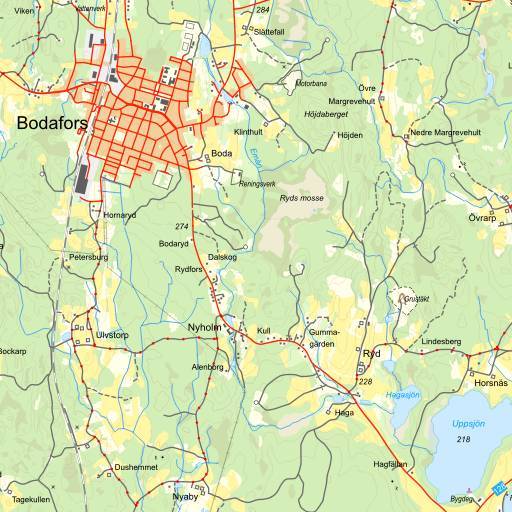 Vattenverk
Viken
284
Slättefall
Motorbana
Övre
Margrevehult
Höjdaberget
Bodafors
Klinthult
Höjden
Nedre Margrevehult
Emån
Boda
Reningsverk
Ryds mosse
Hornaryd
Övrarp
274
Bodaryd
Petersburg
Dalskog
Rydfors
Grustäkt
Nyholm
Kull
Gumma-
gården
Ulvstorp
Lindesberg
Bockarp
Ryd
Alenborg
228
Horsnäs
Hagasjön
Haga
Uppsjön
218
Dushemmet
Hagfällan
Tagekullen
Nyaby
Bygdeg